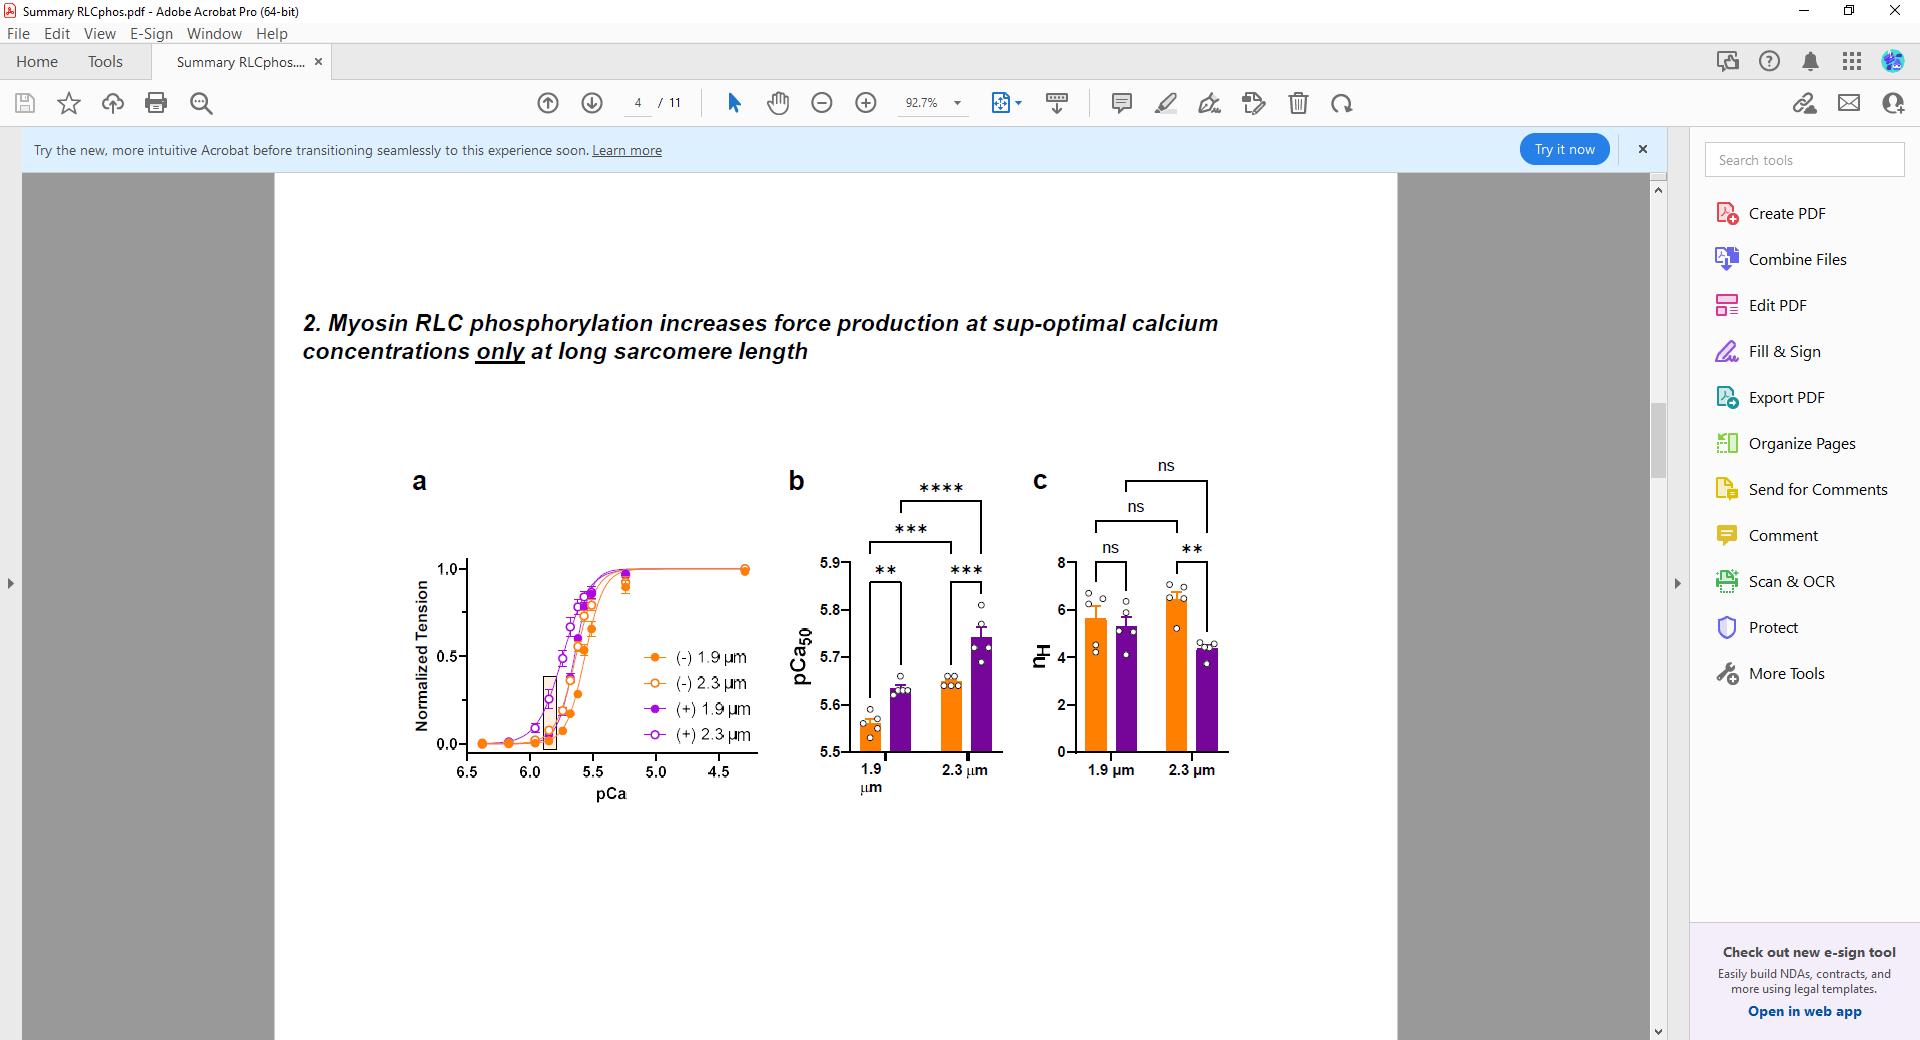 Summary RLCphos.pdf - Adobe Acrobat Pro (64-bit)
File Edit View E-Sign Window Help
Home Tools Summary RLCphos.... ×
4 / 11 92.7%
Try the new, more intuitive Acrobat before transitioning seamlessly to this experience soon. Learn more
Try it now
Search tools
Create PDF
Combine Files
Edit PDF
Fill & Sign
Export PDF
Organize Pages
Send for Comments
Comment
Scan & OCR
Protect
More Tools
Check out new e-sign tool
Easily build NDAs, contracts, and
more using legal templates.
Open in web app
2. Myosin RLC phosphorylation increases force production at sup-optimal calcium
concentrations only at long sarcomere length
a
Normalized Tension
1.0
0.5
0.0
6.5 6.0 5.5 5.0 4.5
pCa
(-) 1.9 µm
(-) 2.3 µm
(+) 1.9 µm
(+) 2.3 µm
b
****
***
** ***
pCa50
5.9
5.8
5.7
5.6
5.5
1.9
µm
2.3 µm
c
ns
ns
ns **
nH
8
6
4
2
0
1.9 µm 2.3 µm